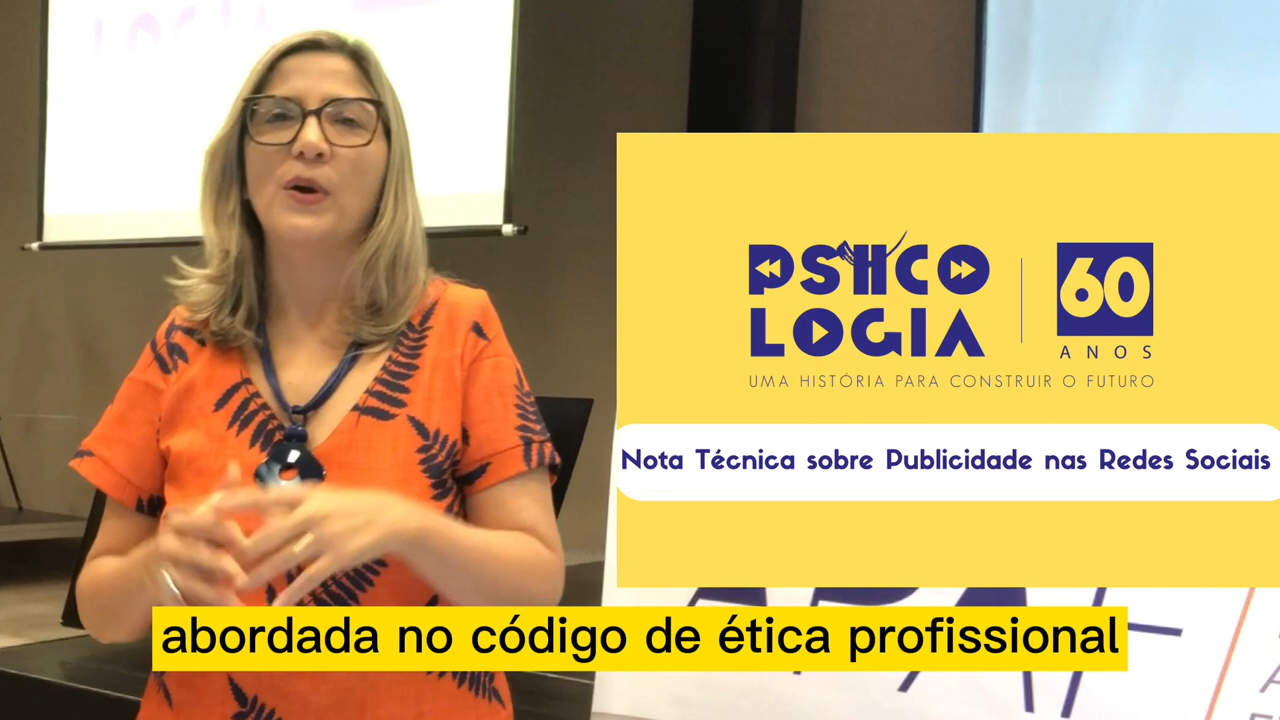 LOGIA
PSICO
LOGIA
60
ANOS
UMA HISTÓRIA PARA CONSTRUIR O FUTURO
Nota Técnica sobre Publicidade nas Redes Sociais
abordada no código de ética profissional